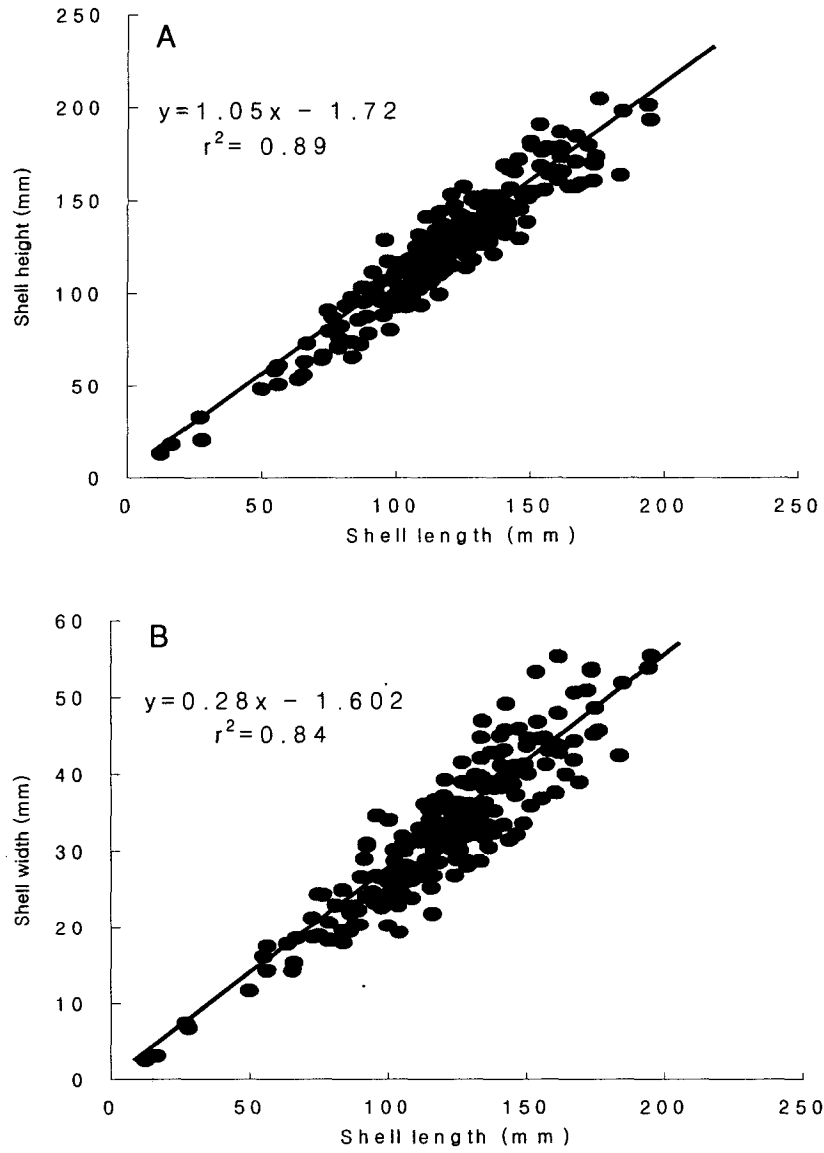 A
y=1.05x − 1.72
r²= 0.89
250
200
150
100
50
0
Shell height (mm)
0 50 100 150 200 250
Shell length (mm)
B
y=0.28x − 1.602
r²=0.84
60
50
40
30
20
10
0
Shell width (mm)
0 50 100 150 200 250
Shell length (mm)